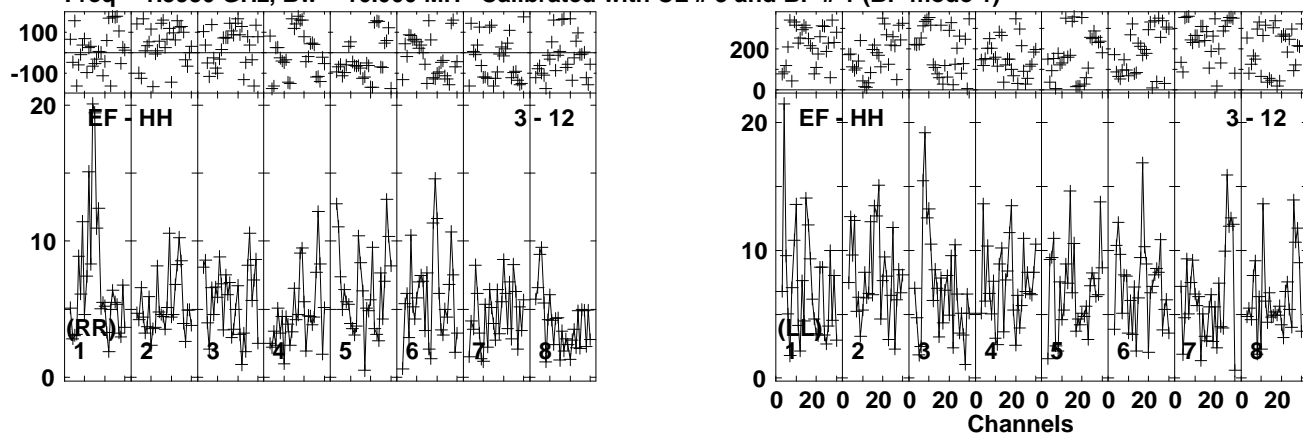 Calibrated with CL # 3 and BP # 1 (BP mode 1)
100
-100
20
EF - HH
3 - 12
10
(RR)
1 2 3 4 5 6 7 8
0
200
0
20
EF - HH
3 - 12
10
(LL)
1 2 3 4 5 6 7 8
0
0 20 0 20 0 20 0 20 0 20 0 20 0 20 0 20
Channels